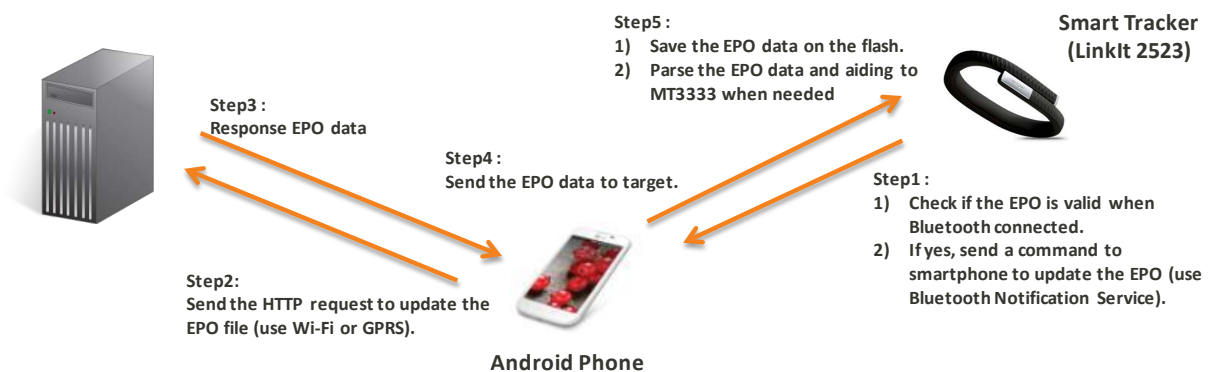 Step5 :
1) Save the EPO data on the flash.
2) Parse the EPO data and aiding to
MT3333 when needed
Smart Tracker
(LinkIt 2523)
Step3 :
Response EPO data
Step4 :
Send the EPO data to target.
Step1 :
1) Check if the EPO is valid when
Bluetooth connected.
2) If yes, send a command to
smartphone to update the EPO (use
Bluetooth Notification Service).
Step2:
Send the HTTP request to update the
EPO file (use Wi-Fi or GPRS).
Android Phone